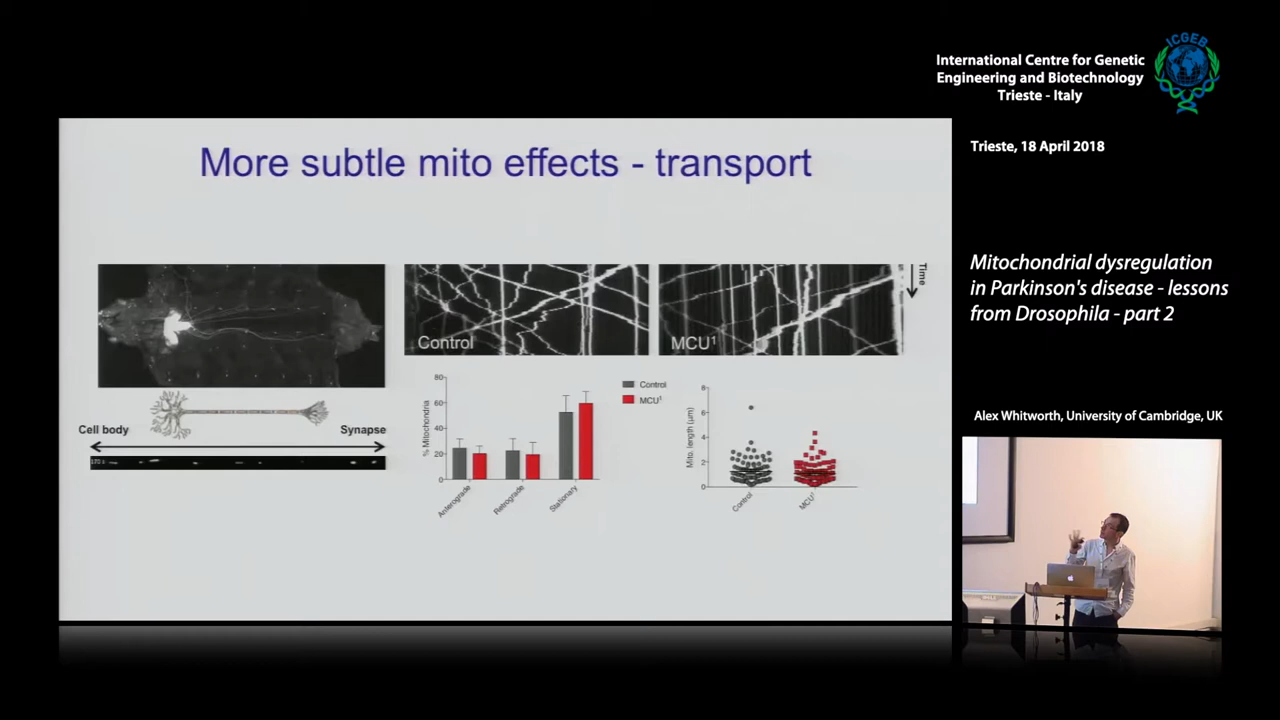 ICGEB
International Centre for Genetic
Engineering and Biotechnology
Trieste - Italy
Trieste, 18 April 2018
More subtle mito effects - transport
Control
MCU¹
Time
Cell body
Synapse
% Mitochondria
80
60
40
20
0
Anterograde
Retrograde
Stationary
Control
MCU¹
Mito. length (µm)
8
6
4
2
0
Control
MCU¹
Mitochondrial dysregulation
in Parkinson's disease - lessons
from Drosophila - part 2
Alex Whitworth, University of Cambridge, UK